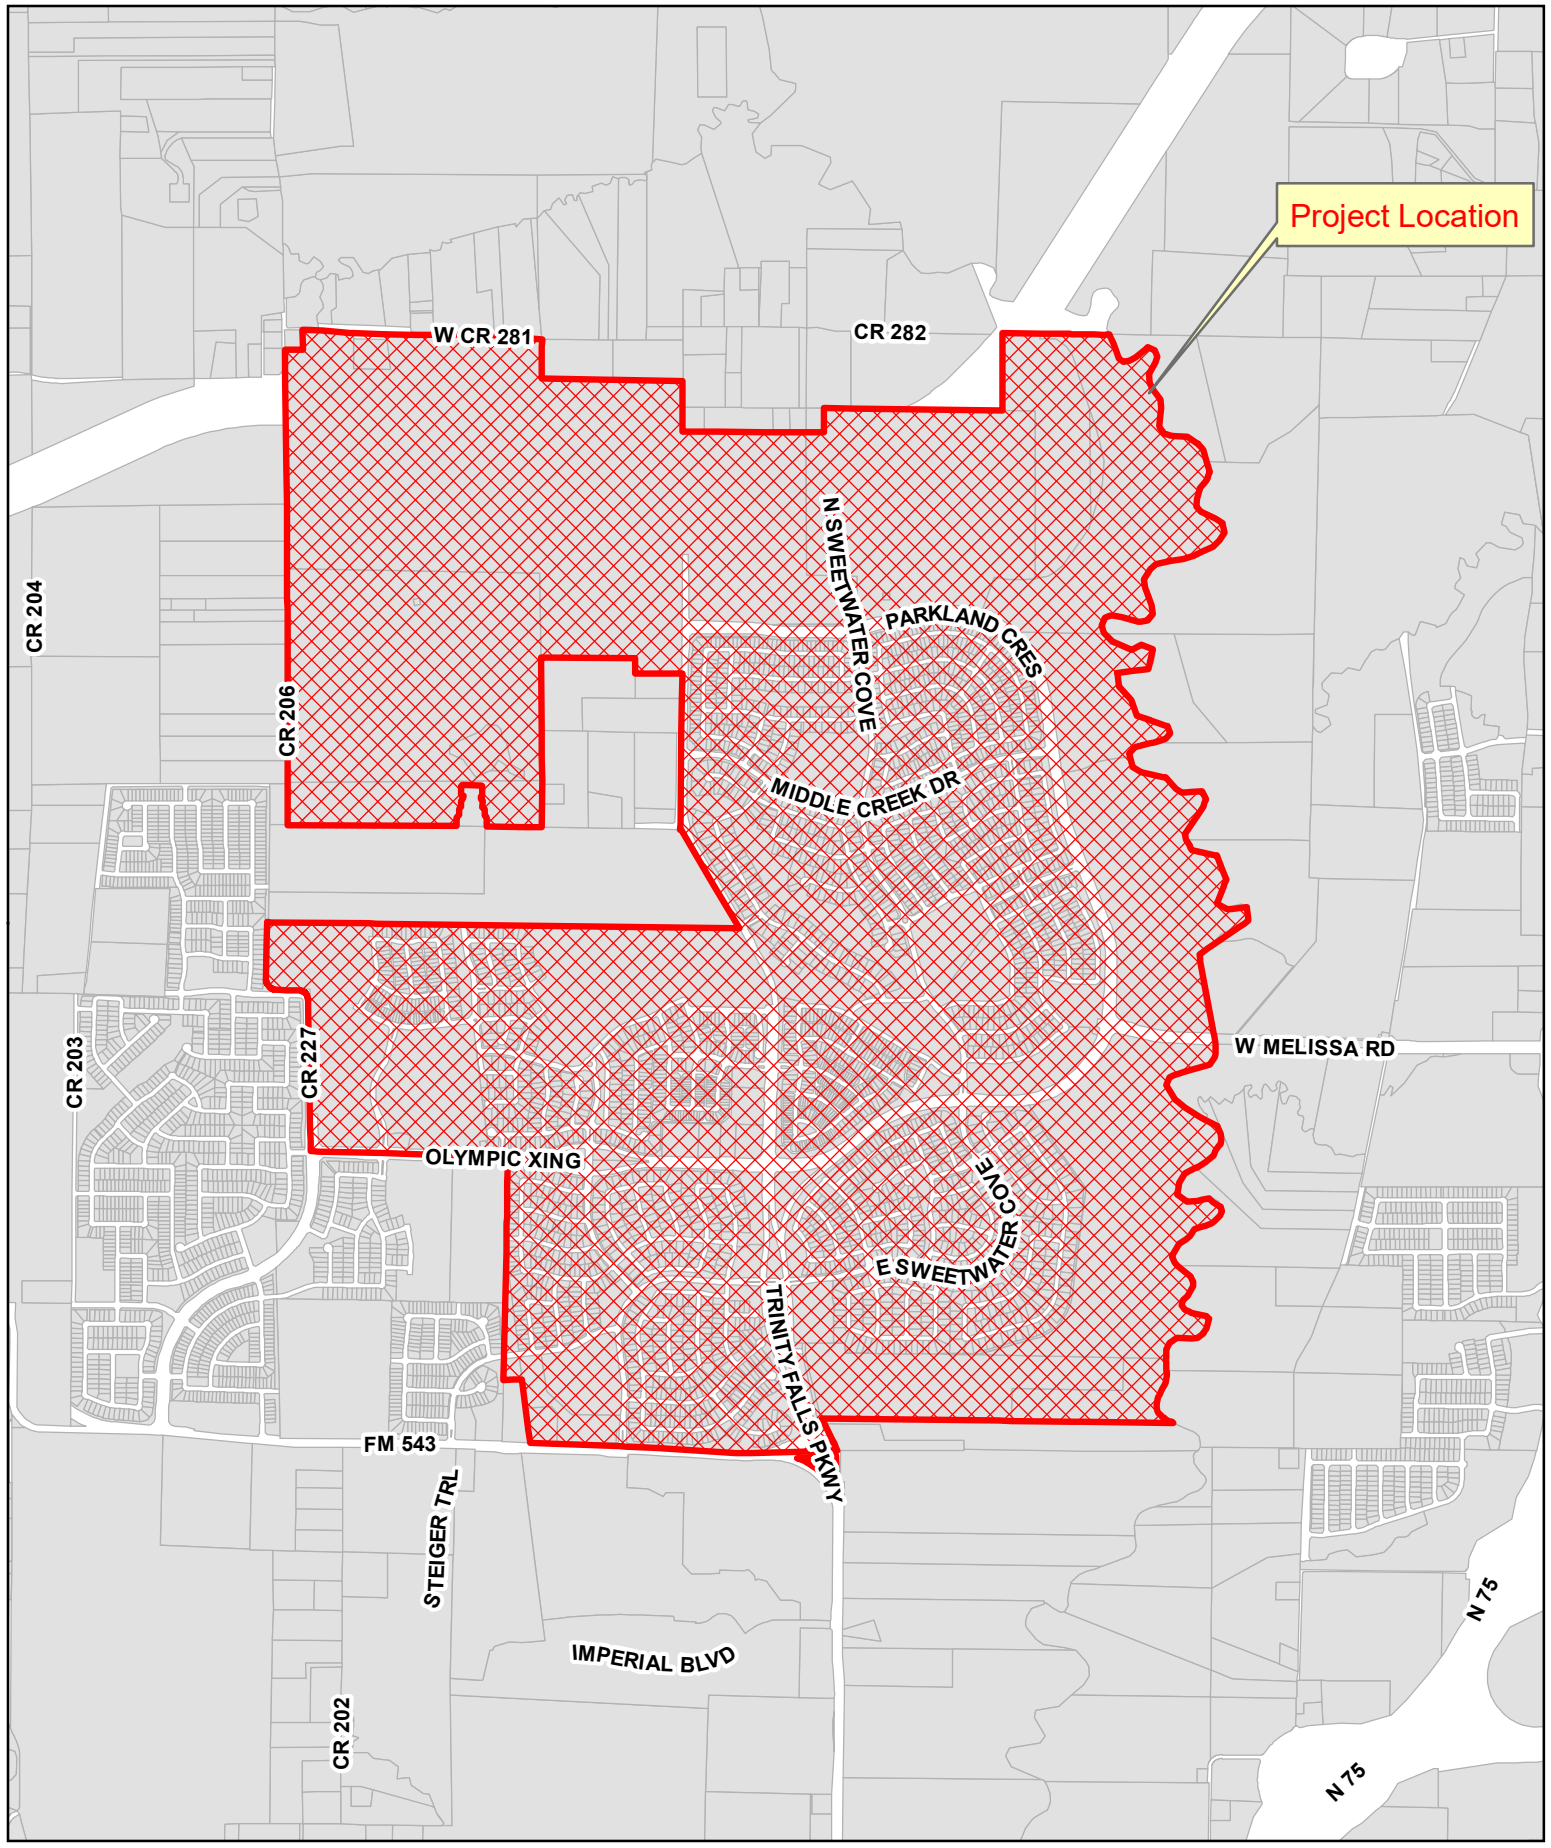 Project Location
W CR 281
CR 282
N SWEETWATER COVE
PARKLAND CRES
CR 204
CR 206
MIDDLE CREEK DR
CR 203
CR 227
W MELISSA RD
OLYMPIC XING
E SWEETWATER COVE
TRINITY FALLS PKWY
FM 543
STEIGER TRL
N 75
IMPERIAL BLVD
CR 202
N 75